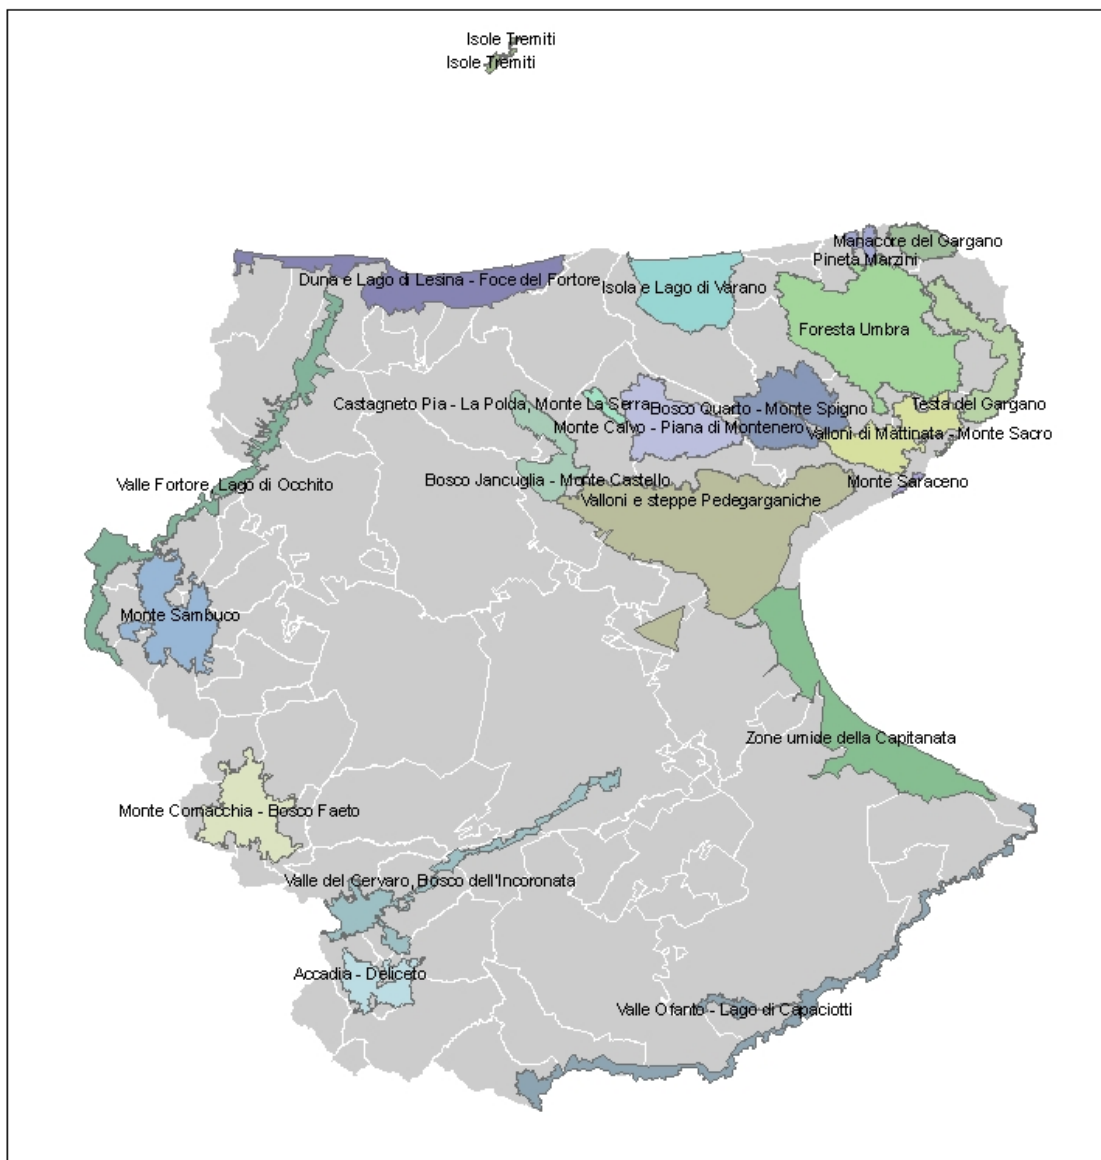 Isole Tremiti
Isole Tremiti
Manacore del Gargano
Pineta Marzini
Duna e Lago di Lesina - Foce del Fortore
Isola e Lago di Varano
Foresta Umbra
Castagneto Pia - La Polda, Monte La Serra
Bosco Quarto - Monte Spigno
Testa del Gargano
Monte Calvo - Piana di Montenero
Valloni di Mattinata - Monte Sacro
Bosco Jancuglia - Monte Castello
Monte Saraceno
Valle Fortore, Lago di Occhito
Valloni e steppe Pedegarganiche
Monte Sambuco
Zone umide della Capitanata
Monte Cornacchia - Bosco Faeto
Valle del Cervaro, Bosco dell'Incoronata
Accadia - Deliceto
Valle Ofanto - Lago di Capaciotti